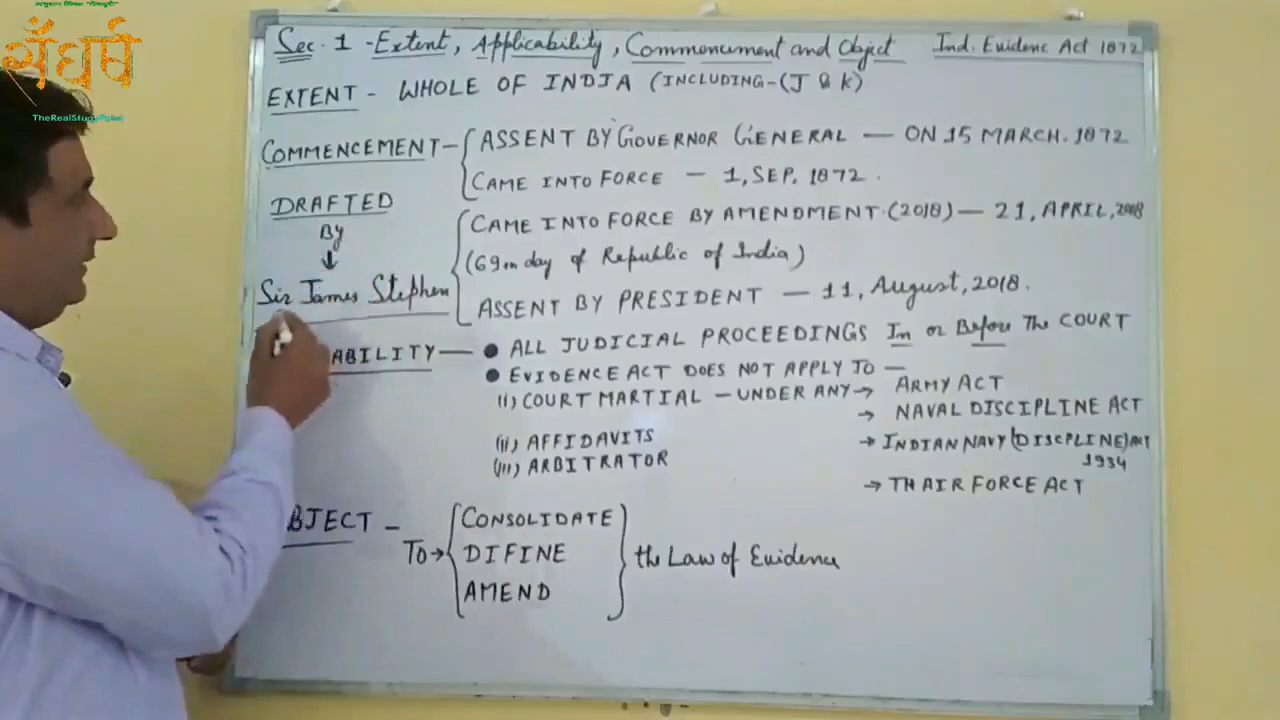 संघर्ष
TheRealStudyPoint
Sec. 1 - Extent, Applicability, Commencement and Object Ind. Evidenc Act 1872
EXTENT - WHOLE OF INDIA (INCLUDING-(J & K)
COMMENCEMENT - ASSENT BY GOVERNOR GENERAL — ON 15 MARCH. 1872
CAME INTO FORCE - 1, SEP. 1872.
DRAFTED
By
Sir James Stephen
CAME INTO FORCE BY AMENDMENT. (2018) — 21, APRIL, 2018
(69th day of Republic of India)
ASSENT BY PRESIDENT - 11, August, 2018.
ABILITY — ● ALL JUDICIAL PROCEEDINGS In or Before The COURT
● EVIDENCE ACT DOES NOT APPLY TO —
(I) COURT MARTIAL - UNDER ANY → ARMY ACT
→ NAVAL DISCIPLINE ACT
(II) AFFIDAVITS → INDIAN NAVY (DISCPLINE) ACT
1934
(III) ARBITRATOR
→ TH AIR FORCE ACT
BJECT - To → CONSOLIDATE
DIFINE the Law of Evidence
AMEND